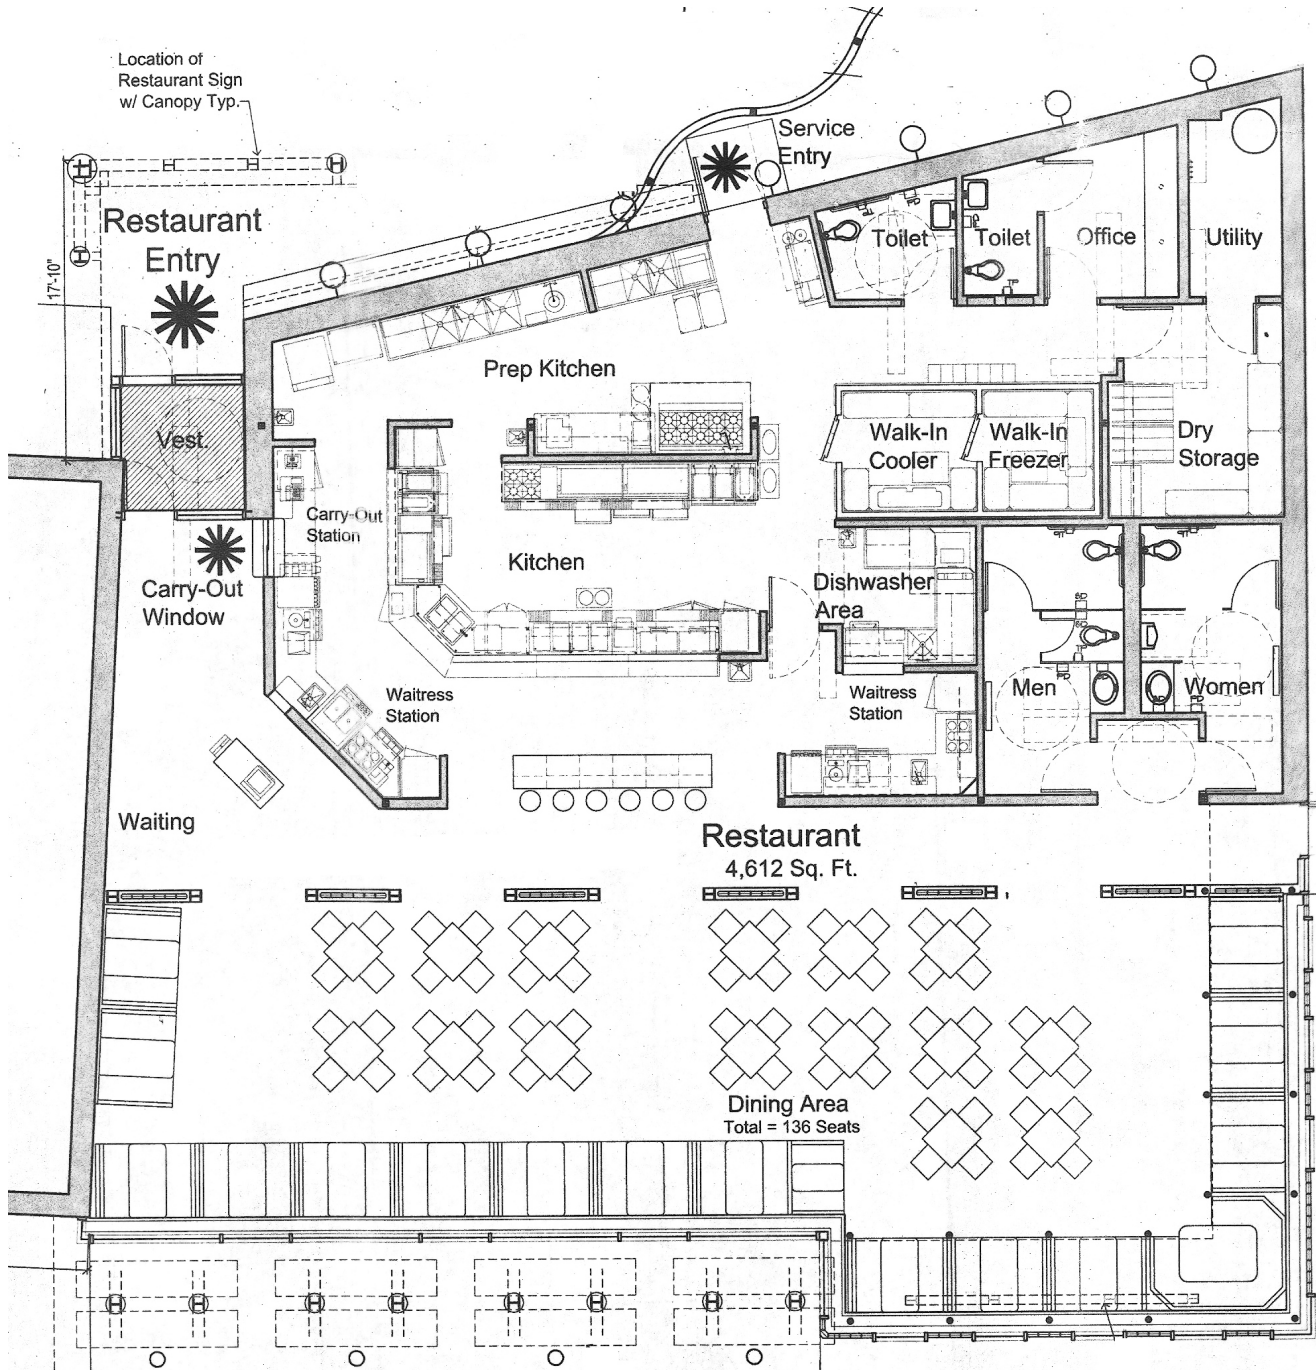 Location of
Restaurant Sign
w/ Canopy Typ.
Service
Entry
Restaurant
Entry
17'-10"
Toilet
Toilet
Office
Utility
Prep Kitchen
Vest.
Walk-In
Cooler
Walk-In
Freezer
Dry
Storage
Carry-Out
Station
Kitchen
Carry-Out
Window
Dishwasher
Area
Waitress
Station
Waitress
Station
Men
Women
Waiting
Restaurant
4,612 Sq. Ft.
Dining Area
Total = 136 Seats